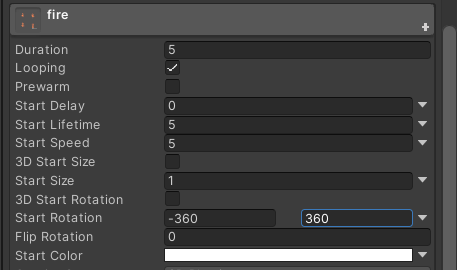 fire
Duration 5
Looping
Prewarm
Start Delay 0
Start Lifetime 5
Start Speed 5
3D Start Size
Start Size 1
3D Start Rotation
Start Rotation -360 360
Flip Rotation 0
Start Color